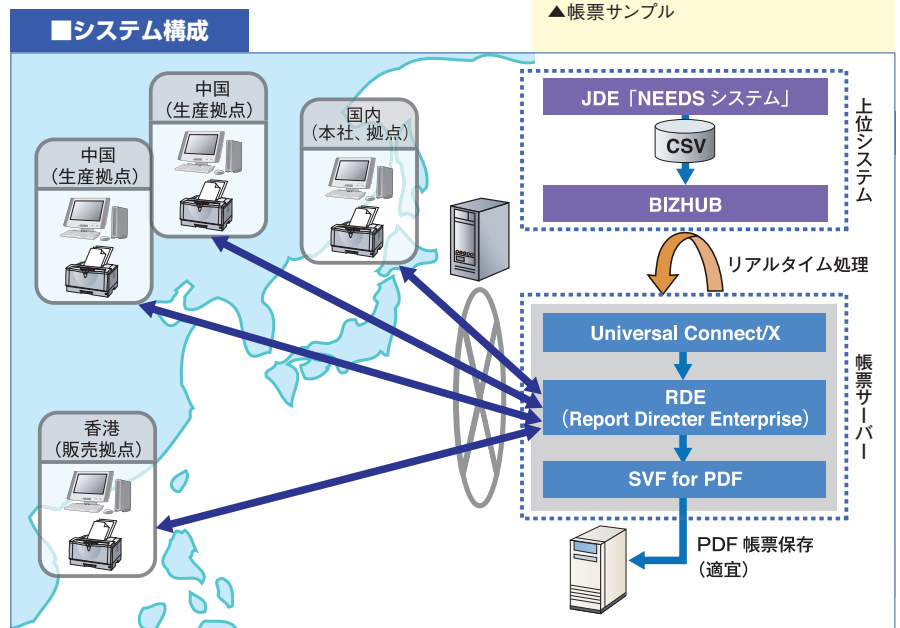 ▲帳票サンプル
■システム構成
中国
（生産拠点）
中国
（生産拠点）
国内
（本社、拠点）
香港
（販売拠点）
JDE「NEEDS システム」
CSV
BIZHUB
上位システム
リアルタイム処理
Universal Connect/X
RDE
（Report Directer Enterprise）
SVF for PDF
帳票サーバー
PDF 帳票保存
（適宜）